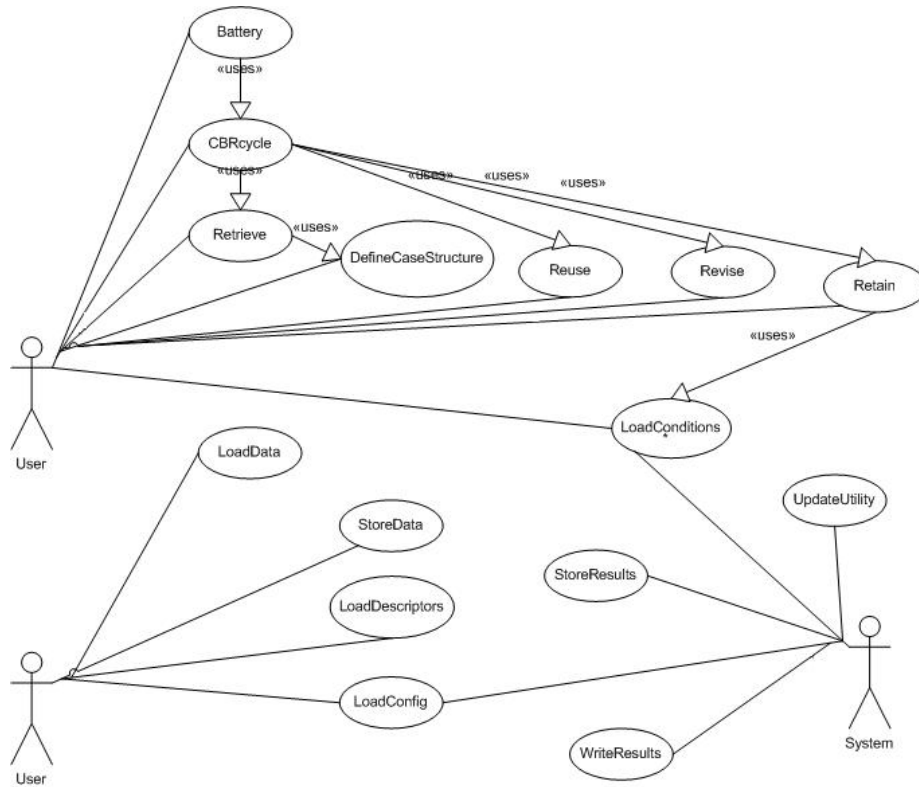 Battery
«uses»
CBRcycle
«uses»
«uses»
«uses»
«uses»
Retrieve
«uses»
DefineCaseStructure
Reuse
Revise
Retain
«uses»
User
LoadConditions
*
LoadData
UpdateUtility
StoreData
StoreResults
LoadDescriptors
LoadConfig
System
WriteResults
User